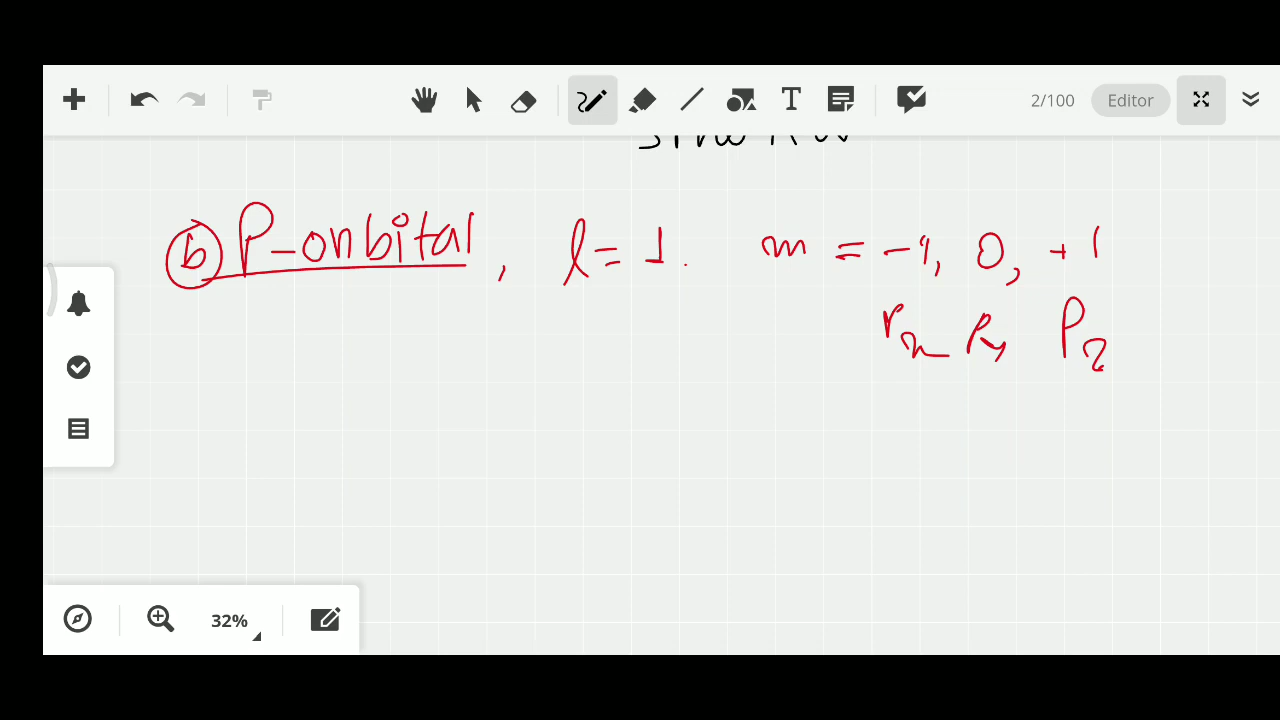 2/100 Editor
b P-orbital, l = 1. m = -1, 0, +1
Px Py Pz
32%